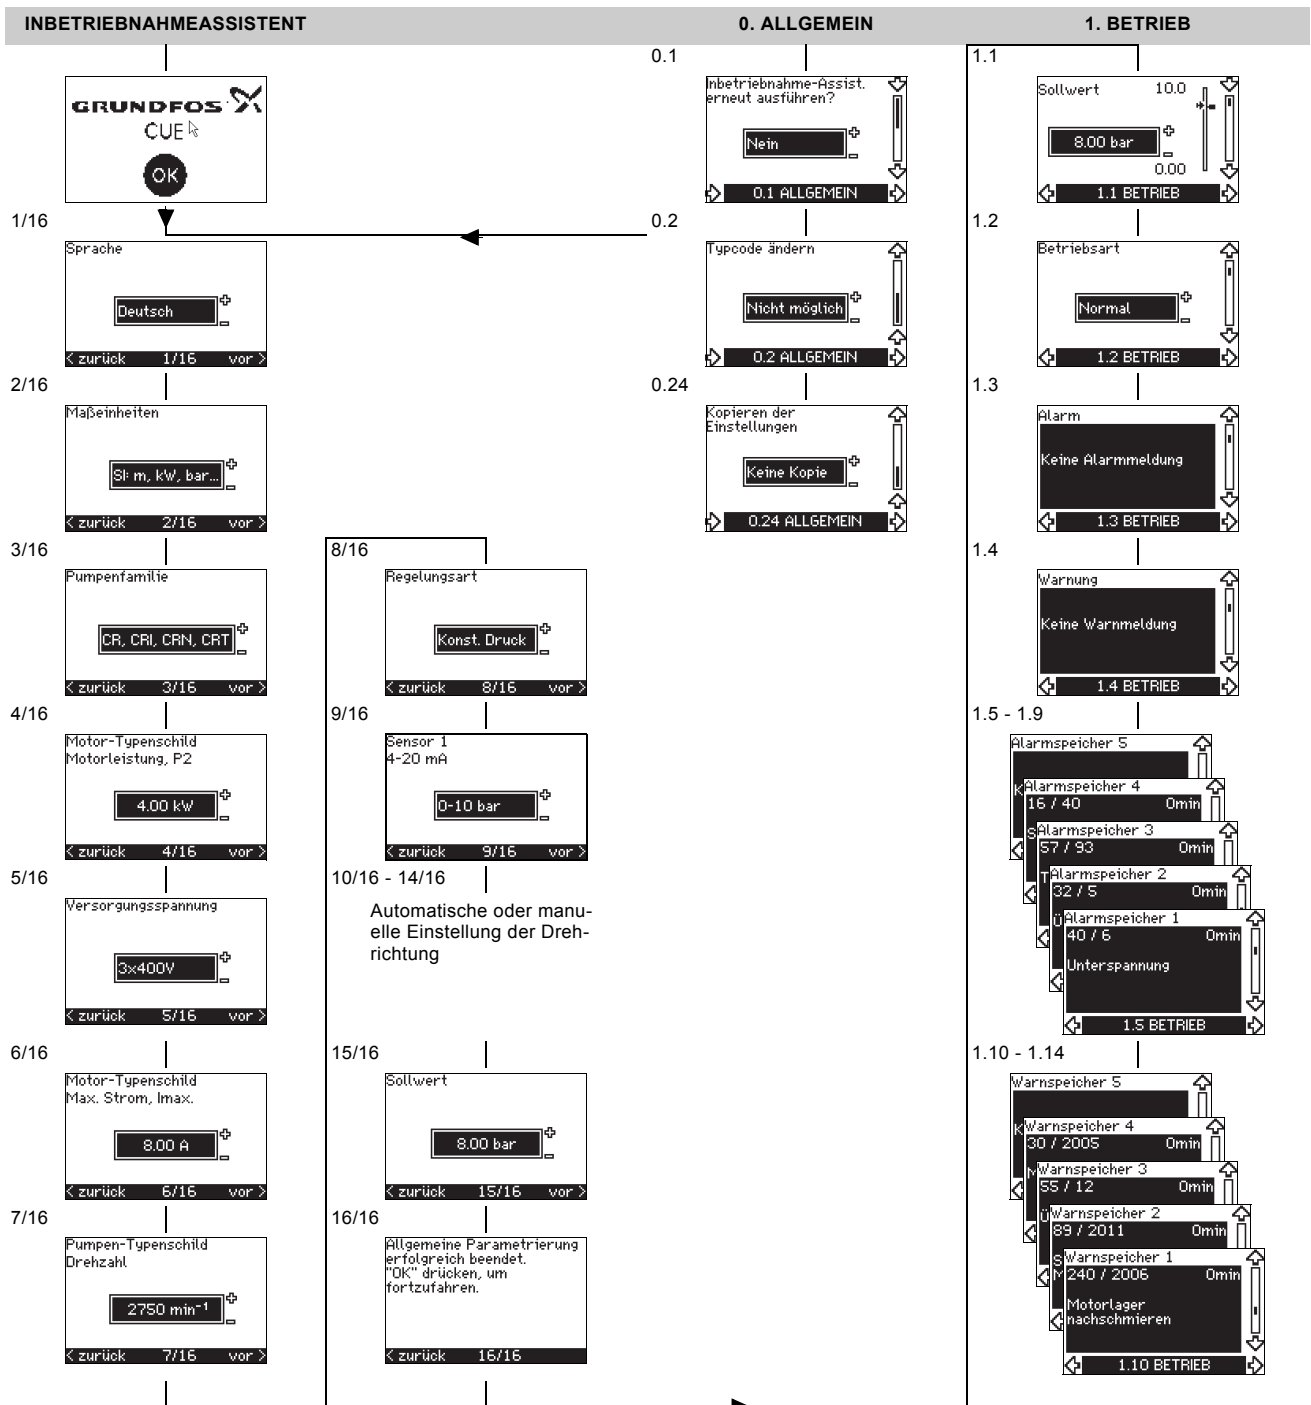 INBETRIEBNAHMEASSISTENT
0. ALLGEMEIN
1. BETRIEB
GRUNDFOS
CUE
OK
1/16
Sprache
Deutsch
< zurück 1/16 vor >
2/16
Maßeinheiten
SI: m, kW, bar...
< zurück 2/16 vor >
3/16
Pumpenfamilie
CR, CRI, CRN, CRT
< zurück 3/16 vor >
4/16
Motor-Typenschild
Motorleistung, P2
4.00 kW
< zurück 4/16 vor >
5/16
Versorgungsspannung
3x400V
< zurück 5/16 vor >
6/16
Motor-Typenschild
Max. Strom, Imax.
8.00 A
< zurück 6/16 vor >
7/16
Pumpen-Typenschild
Drehzahl
2750 min⁻¹
< zurück 7/16 vor >
8/16
Regelungsart
Konst. Druck
< zurück 8/16 vor >
9/16
Sensor 1
4-20 mA
0-10 bar
< zurück 9/16 vor >
10/16 - 14/16
Automatische oder manu-
elle Einstellung der Dreh-
richtung
15/16
Sollwert
8.00 bar
< zurück 15/16 vor >
16/16
Allgemeine Parametrierung
erfolgreich beendet.
"OK" drücken, um
fortzufahren.
< zurück 16/16
0.1
Inbetriebnahme-Assist.
erneut ausführen?
Nein
0.1 ALLGEMEIN
0.2
Typcode ändern
Nicht möglich
0.2 ALLGEMEIN
0.24
Kopieren der
Einstellungen
Keine Kopie
0.24 ALLGEMEIN
1.1
Sollwert 10.0
8.00 bar
0.00
1.1 BETRIEB
1.2
Betriebsart
Normal
1.2 BETRIEB
1.3
Alarm
Keine Alarmmeldung
1.3 BETRIEB
1.4
Warnung
Keine Warnmeldung
1.4 BETRIEB
1.5 - 1.9
Alarmspeicher 5
K
Alarmspeicher 4
16 / 40 0min
S
Alarmspeicher 3
57 / 93 0min
T
Alarmspeicher 2
32 / 5 0min
Ü
Alarmspeicher 1
40 / 6 0min
Unterspannung
1.5 BETRIEB
1.10 - 1.14
Warnspeicher 5
K
Warnspeicher 4
30 / 2005 0min
M
Warnspeicher 3
55 / 12 0min
Ü
Warnspeicher 2
89 / 2011 0min
S
M
Warnspeicher 1
240 / 2006 0min
Motorlager
nachschmieren
1.10 BETRIEB